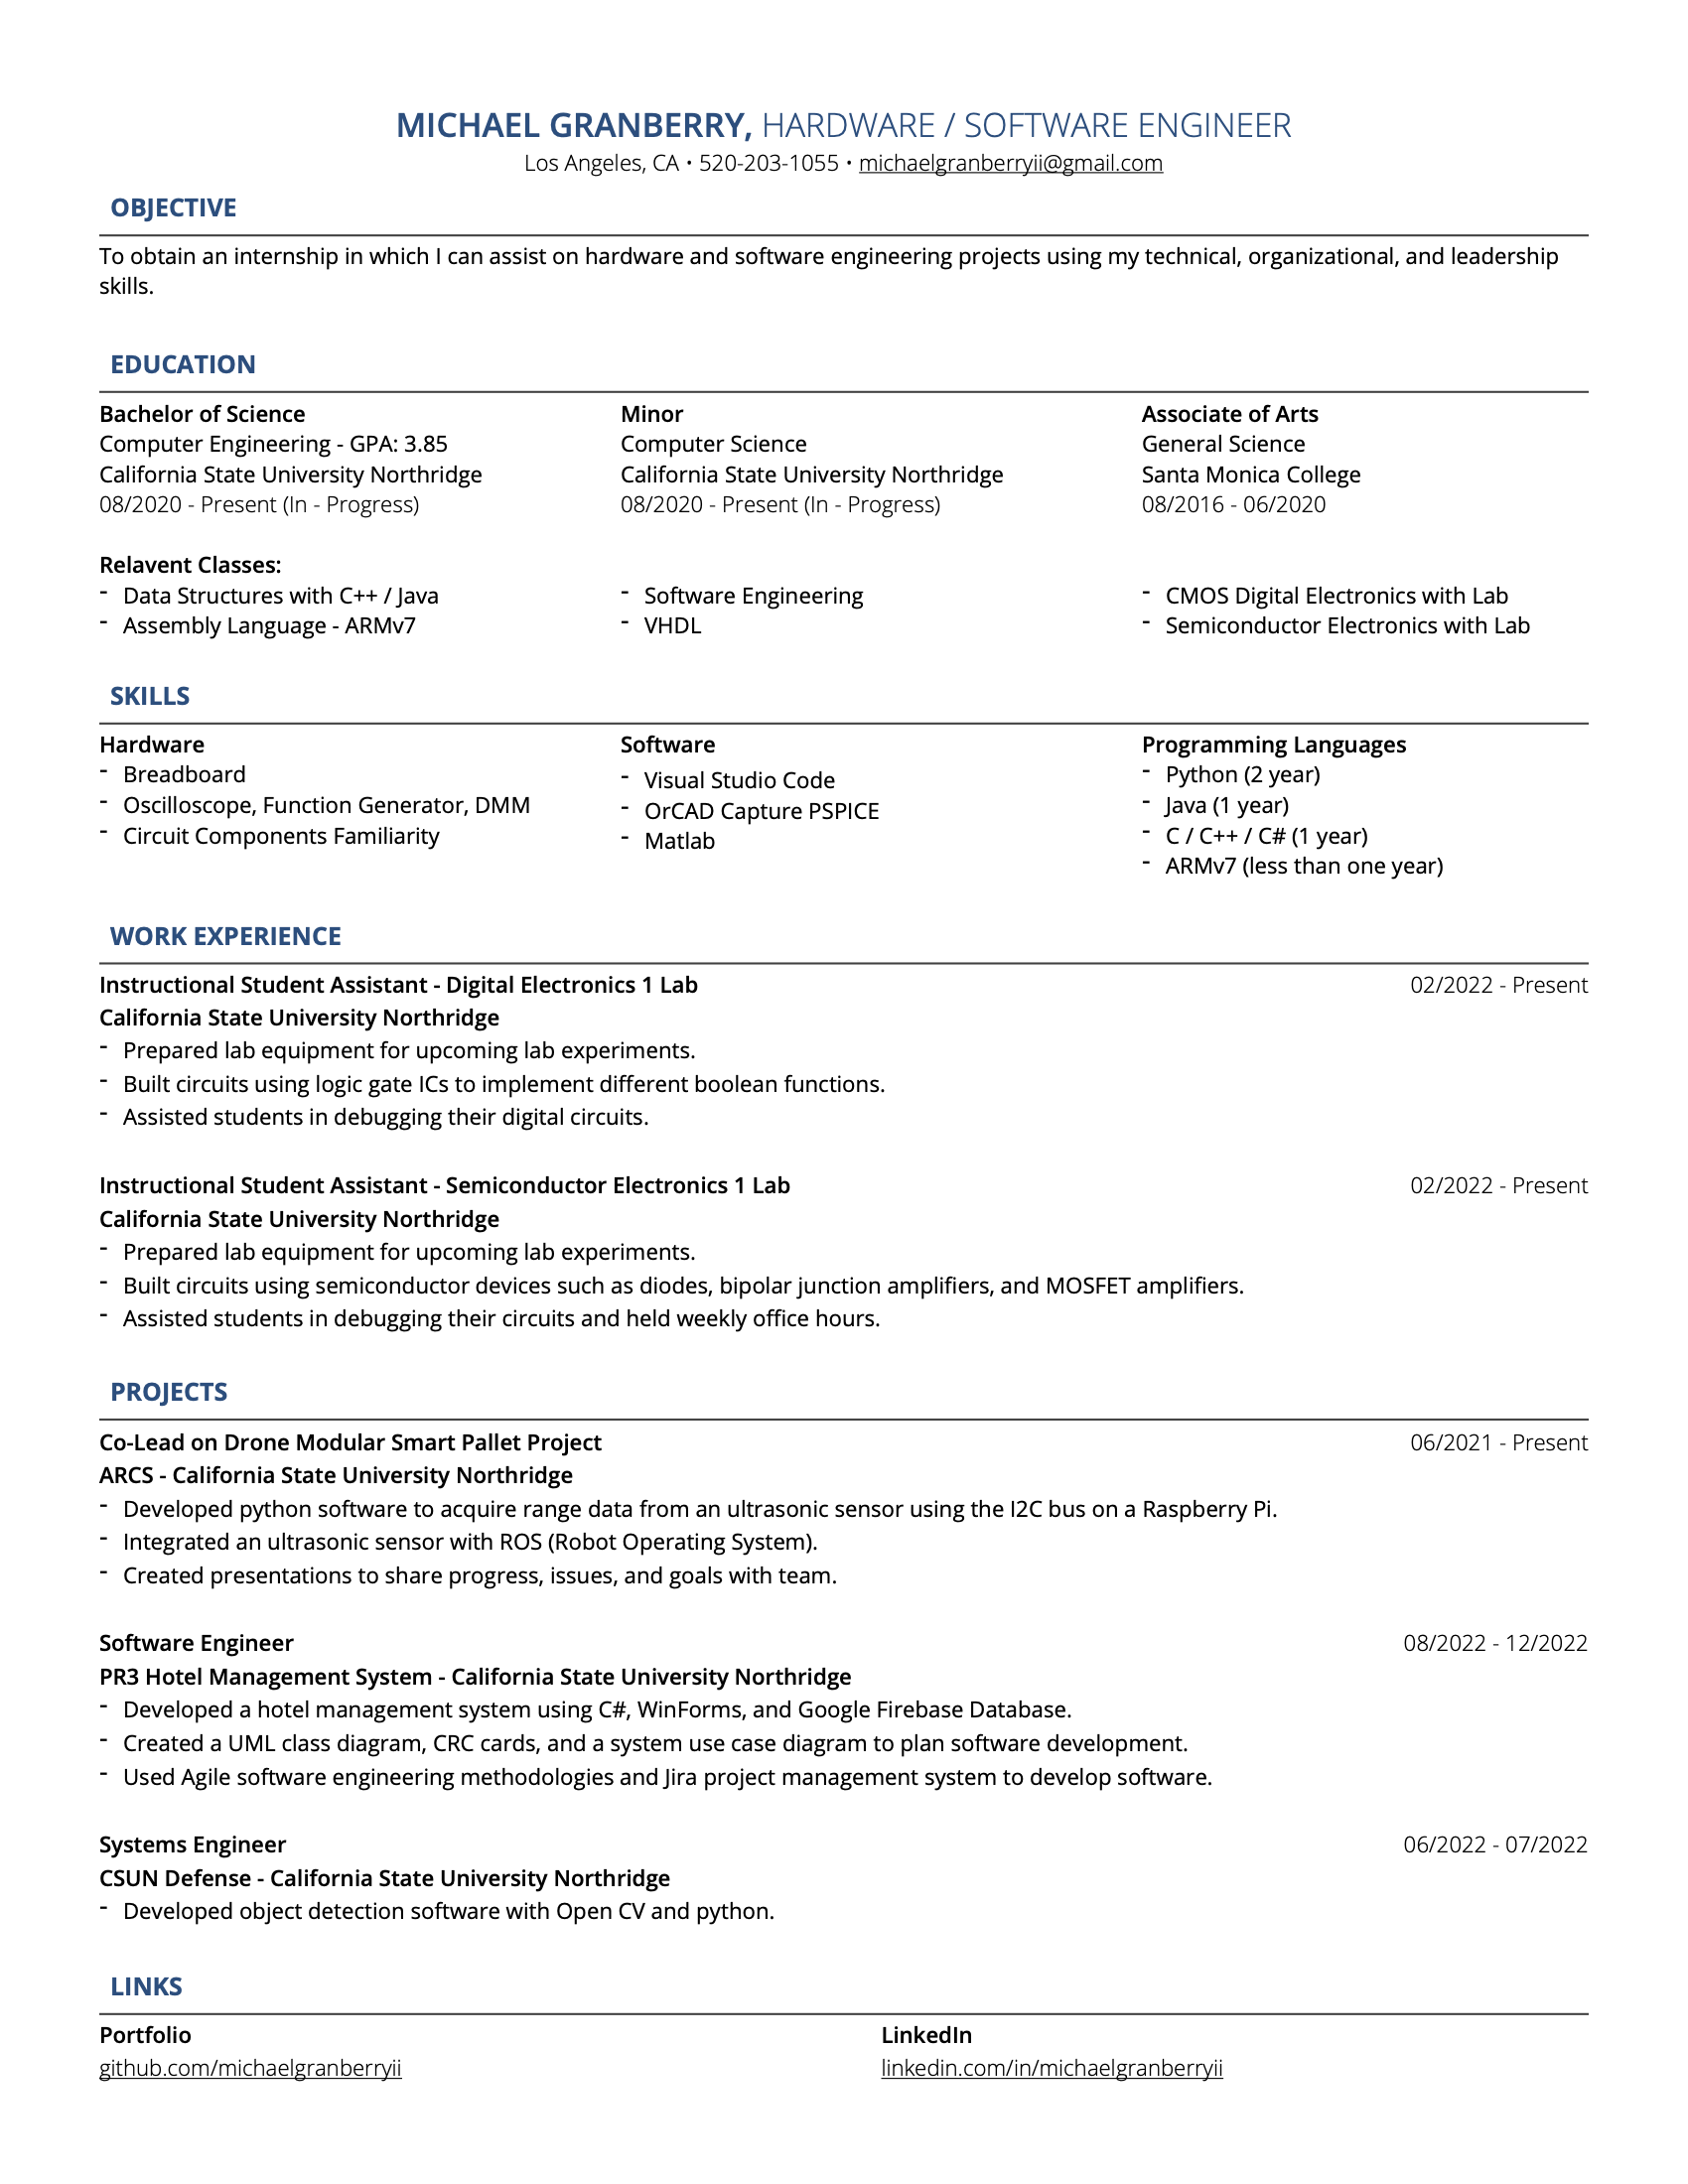 MICHAEL GRANBERRY, HARDWARE / SOFTWARE ENGINEER
Los Angeles, CA • 520-203-1055 • michaelgranberryii@gmail.com
OBJECTIVE
To obtain an internship in which I can assist on hardware and software engineering projects using my technical, organizational, and leadership
skills.
EDUCATION
Bachelor of Science
Computer Engineering - GPA: 3.85
California State University Northridge
08/2020 - Present (In - Progress)
Minor
Computer Science
California State University Northridge
08/2020 - Present (In - Progress)
Associate of Arts
General Science
Santa Monica College
08/2016 - 06/2020
Relavent Classes:
- Data Structures with C++ / Java
- Assembly Language - ARMv7
- Software Engineering
- VHDL
- CMOS Digital Electronics with Lab
- Semiconductor Electronics with Lab
SKILLS
Hardware
- Breadboard
- Oscilloscope, Function Generator, DMM
- Circuit Components Familiarity
Software
- Visual Studio Code
- OrCAD Capture PSPICE
- Matlab
Programming Languages
- Python (2 year)
- Java (1 year)
- C / C++ / C# (1 year)
- ARMv7 (less than one year)
WORK EXPERIENCE
Instructional Student Assistant - Digital Electronics 1 Lab 02/2022 - Present
California State University Northridge
- Prepared lab equipment for upcoming lab experiments.
- Built circuits using logic gate ICs to implement different boolean functions.
- Assisted students in debugging their digital circuits.
Instructional Student Assistant - Semiconductor Electronics 1 Lab 02/2022 - Present
California State University Northridge
- Prepared lab equipment for upcoming lab experiments.
- Built circuits using semiconductor devices such as diodes, bipolar junction amplifiers, and MOSFET amplifiers.
- Assisted students in debugging their circuits and held weekly office hours.
PROJECTS
Co-Lead on Drone Modular Smart Pallet Project 06/2021 - Present
ARCS - California State University Northridge
- Developed python software to acquire range data from an ultrasonic sensor using the I2C bus on a Raspberry Pi.
- Integrated an ultrasonic sensor with ROS (Robot Operating System).
- Created presentations to share progress, issues, and goals with team.
Software Engineer 08/2022 - 12/2022
PR3 Hotel Management System - California State University Northridge
- Developed a hotel management system using C#, WinForms, and Google Firebase Database.
- Created a UML class diagram, CRC cards, and a system use case diagram to plan software development.
- Used Agile software engineering methodologies and Jira project management system to develop software.
Systems Engineer 06/2022 - 07/2022
CSUN Defense - California State University Northridge
- Developed object detection software with Open CV and python.
LINKS
Portfolio
github.com/michaelgranberryii
LinkedIn
linkedin.com/in/michaelgranberryii